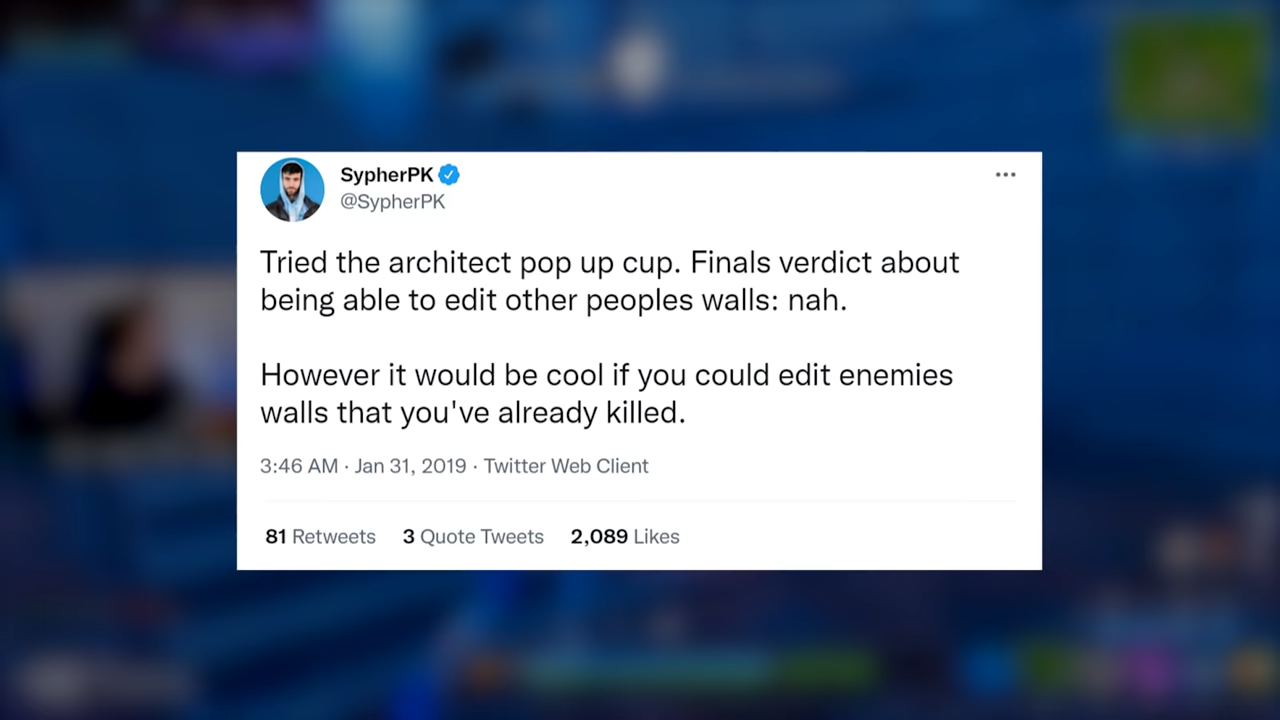 SypherPK
@SypherPK
Tried the architect pop up cup. Finals verdict about
being able to edit other peoples walls: nah.
However it would be cool if you could edit enemies
walls that you've already killed.
3:46 AM · Jan 31, 2019 · Twitter Web Client
81 Retweets 3 Quote Tweets 2,089 Likes